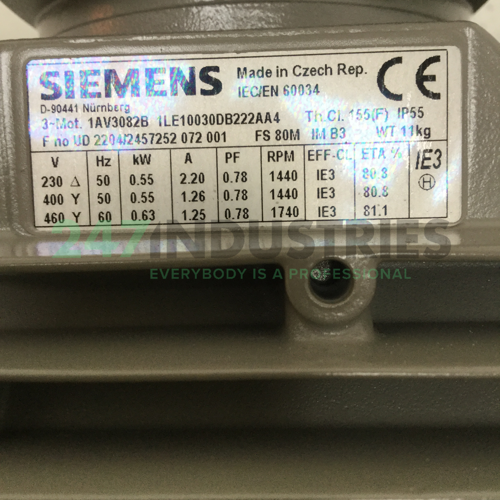 SIEMENS Made in Czech Rep. CE
D-90441 Nürnberg IEC/EN 60034
3-Mot. 1AV3082B 1LE10030DB222AA4 Th.Cl. 155(F) IP55
F no UD 2204/2457252 072 001 FS 80M IM B3 WT 11kg
V Hz kW A PF RPM EFF-CL ETA % IE3
230 Δ 50 0.55 2.20 0.78 1440 IE3 80.8
400 Y 50 0.55 1.26 0.78 1440 IE3 80.8
460 Y 60 0.63 1.25 0.78 1740 IE3 81.1
H
247INDUSTRIES
EVERYBODY IS A PROFESSIONAL